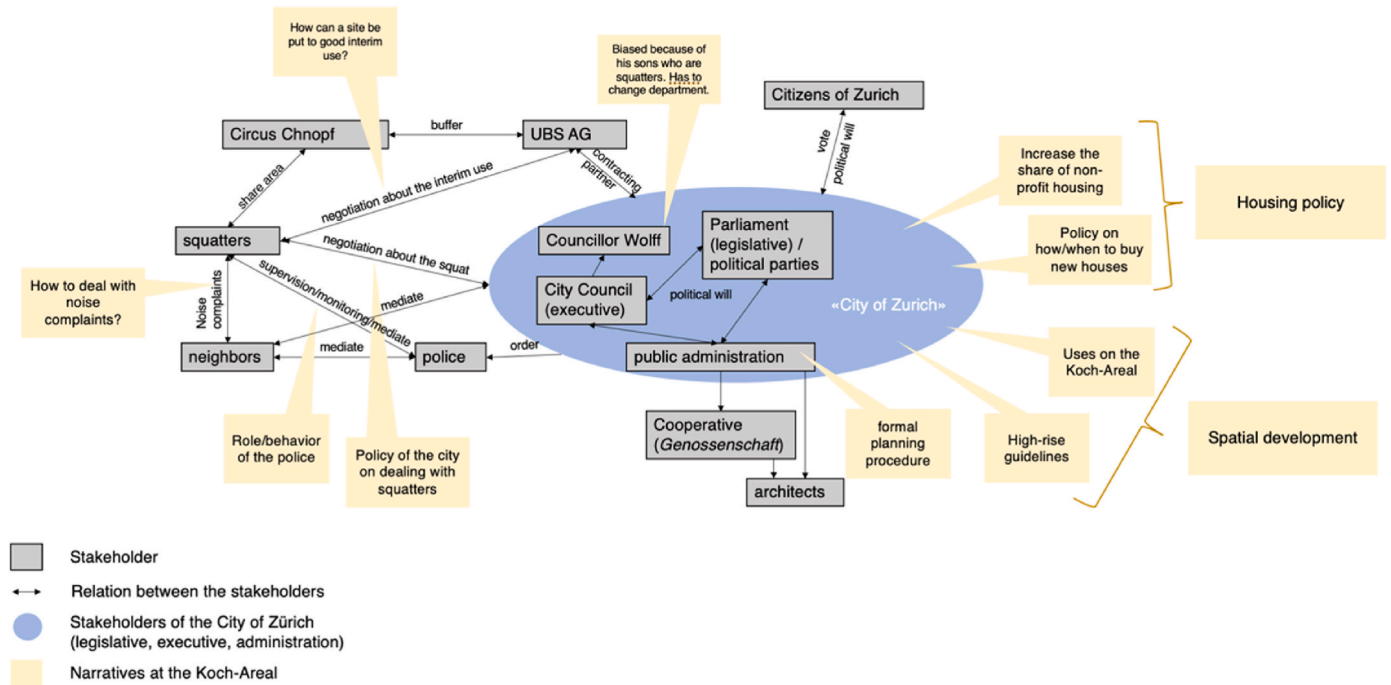 How can a site be
put to good interim
use?
Biased because of
his sons who are
squatters. Has to
change department.
Citizens of Zurich
Circus Chnopf
buffer
UBS AG
contracting
partner
vote
political will
Increase the
share of non-
profit housing
Housing policy
share area
negotiation about the interim use
squatters
negotiation about the squat
Councillor Wolff
Parliament
(legislative) /
political parties
Policy on
how/when to buy
new houses
How to deal with
noise
complaints?
Noise
complaints
supervision/monitoring/mediate
mediate
City Council
(executive)
political will
«City of Zurich»
neighbors
mediate
police
order
public administration
Uses on the
Koch-Areal
Role/behavior
of the police
Policy of the city
on dealing with
squatters
Cooperative
(Genossenschaft)
formal
planning
procedure
High-rise
guidelines
Spatial development
architects
Stakeholder
Relation between the stakeholders
Stakeholders of the City of Zürich
(legislative, executive, administration)
Narratives at the Koch-Areal